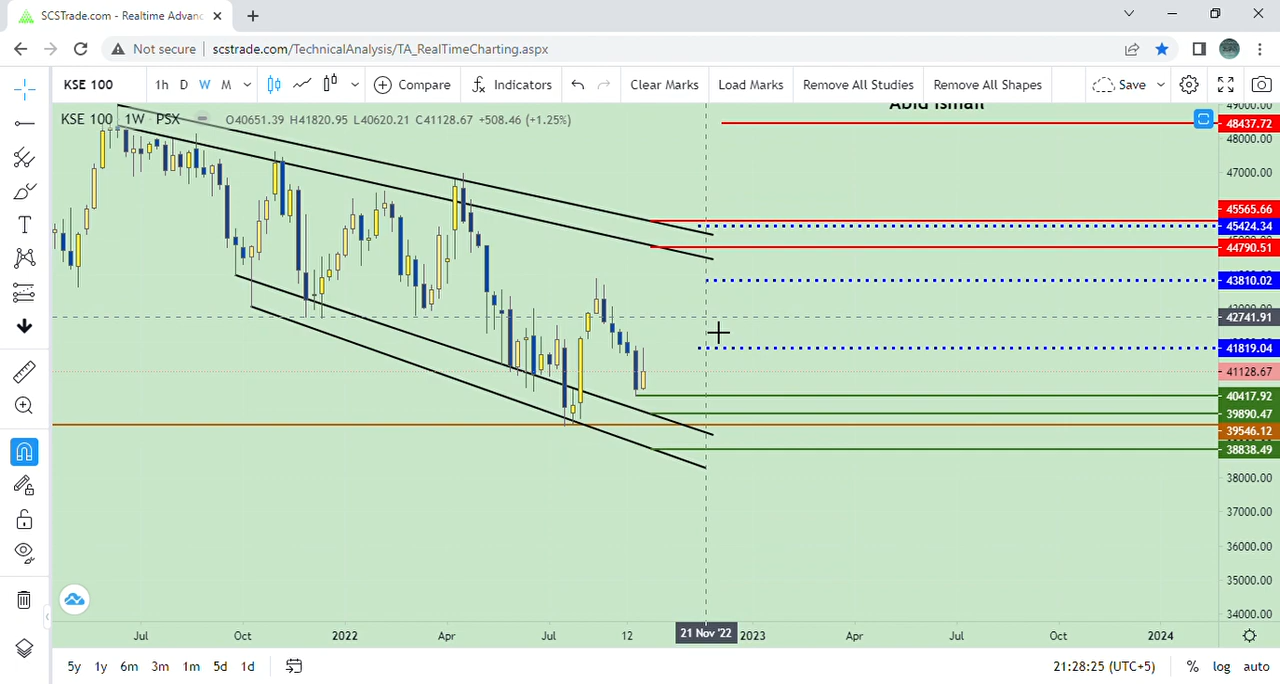 SCSTrade.com - Realtime Advanc
Not secure
scstrade.com/TechnicalAnalysis/TA_RealTimeCharting.aspx
KSE 100 1h D W M Compare Indicators Clear Marks Load Marks Remove All Studies Remove All Shapes Save
Abid Ismail
KSE 100 1W PSX O40651.39 H41820.95 L40620.21 C41128.67 +508.46 (+1.25%)
49000.00
48437.72
48000.00
47000.00
45565.66
45424.34
44790.51
43810.02
43000.00
42741.91
41819.04
41128.67
40417.92
39890.47
39546.12
38838.49
38000.00
37000.00
36000.00
35000.00
34000.00
Jul Oct 2022 Apr Jul 12 21 Nov '22 2023 Apr Jul Oct 2024
5y 1y 6m 3m 1m 5d 1d 21:28:25 (UTC+5) % log auto